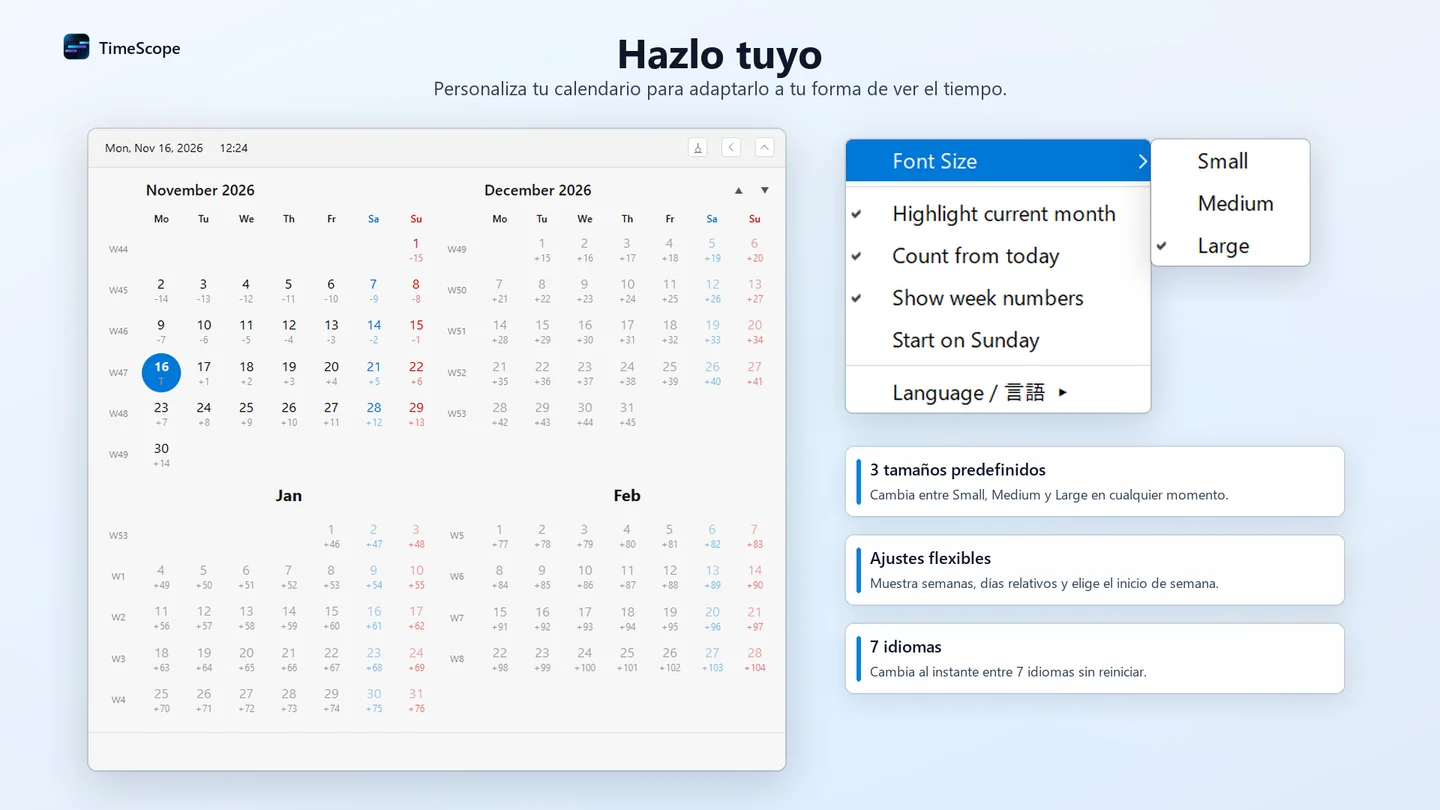 TimeScope
Hazlo tuyo
Personaliza tu calendario para adaptarlo a tu forma de ver el tiempo.
Mon, Nov 16, 2026 12:24
November 2026
Mo Tu We Th Fr Sa Su
W44 1
-15
W45 2 3 4 5 6 7 8
-14 -13 -12 -11 -10 -9 -8
W46 9 10 11 12 13 14 15
-7 -6 -5 -4 -3 -2 -1
W47 16 17 18 19 20 21 22
T +1 +2 +3 +4 +5 +6
W48 23 24 25 26 27 28 29
+7 +8 +9 +10 +11 +12 +13
W49 30
+14
December 2026
Mo Tu We Th Fr Sa Su
W49 1 2 3 4 5 6
+15 +16 +17 +18 +19 +20
W50 7 8 9 10 11 12 13
+21 +22 +23 +24 +25 +26 +27
W51 14 15 16 17 18 19 20
+28 +29 +30 +31 +32 +33 +34
W52 21 22 23 24 25 26 27
+35 +36 +37 +38 +39 +40 +41
W53 28 29 30 31
+42 +43 +44 +45
Jan
W53 1 2 3
+46 +47 +48
W1 4 5 6 7 8 9 10
+49 +50 +51 +52 +53 +54 +55
W2 11 12 13 14 15 16 17
+56 +57 +58 +59 +60 +61 +62
W3 18 19 20 21 22 23 24
+63 +64 +65 +66 +67 +68 +69
W4 25 26 27 28 29 30 31
+70 +71 +72 +73 +74 +75 +76
Feb
W5 1 2 3 4 5 6 7
+77 +78 +79 +80 +81 +82 +83
W6 8 9 10 11 12 13 14
+84 +85 +86 +87 +88 +89 +90
W7 15 16 17 18 19 20 21
+91 +92 +93 +94 +95 +96 +97
W8 22 23 24 25 26 27 28
+98 +99 +100 +101 +102 +103 +104
Font Size
Highlight current month
Count from today
Show week numbers
Start on Sunday
Language / 言語
Small
Medium
Large
3 tamaños predefinidos
Cambia entre Small, Medium y Large en cualquier momento.
Ajustes flexibles
Muestra semanas, días relativos y elige el inicio de semana.
7 idiomas
Cambia al instante entre 7 idiomas sin reiniciar.